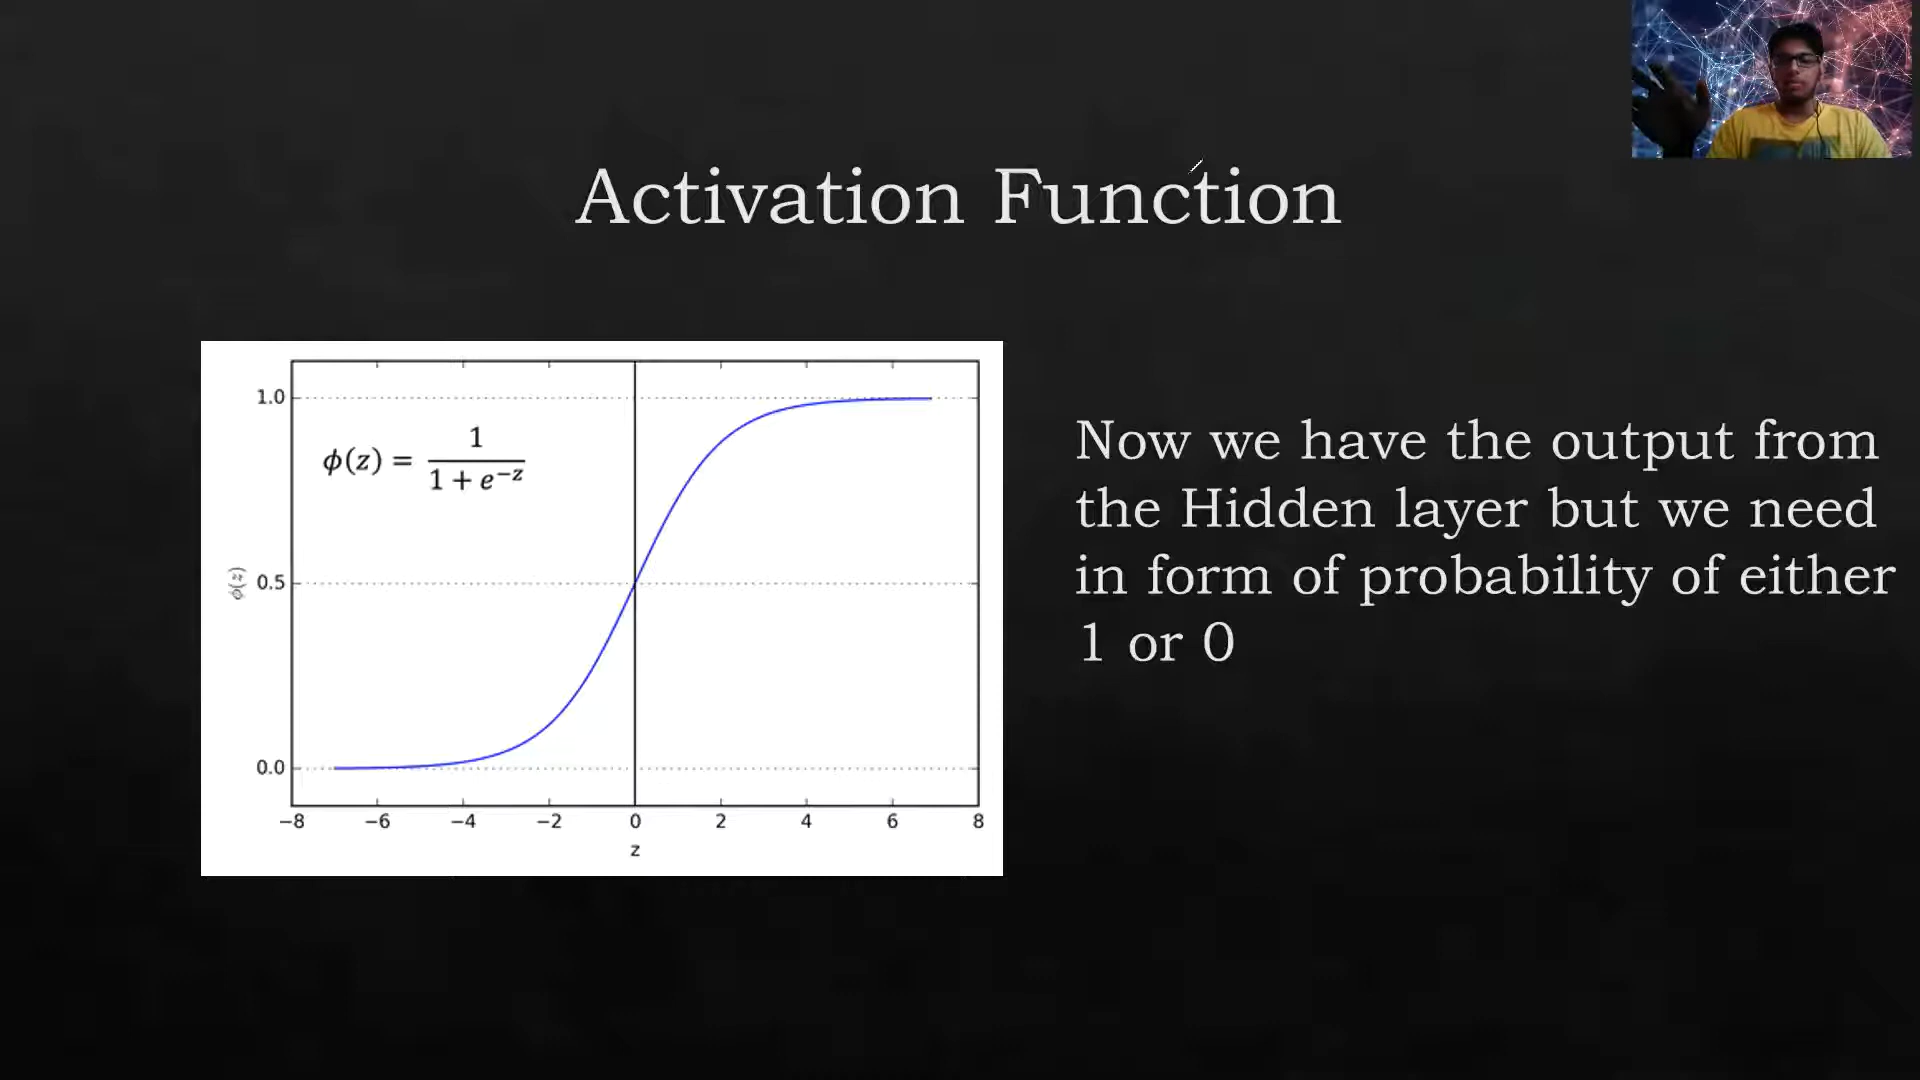 Activation Function
1.0
0.5
0.0
ϕ(z) = 1 / (1 + e^−z)
ϕ(z)
−8 −6 −4 −2 0 2 4 6 8
z
Now we have the output from
the Hidden layer but we need
in form of probability of either
1 or 0